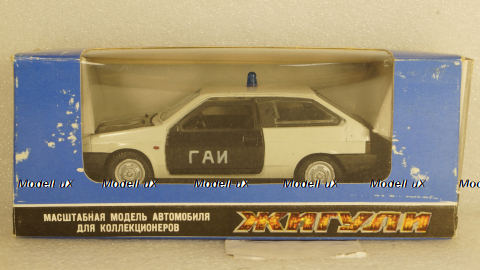 ГАИ
Model uX Model uX Model uX Model uX Model uX Model uX
МАСШТАБНАЯ МОДЕЛЬ АВТОМОБИЛЯ
ДЛЯ КОЛЛЕКЦИОНЕРОВ
ЖИГУЛИ